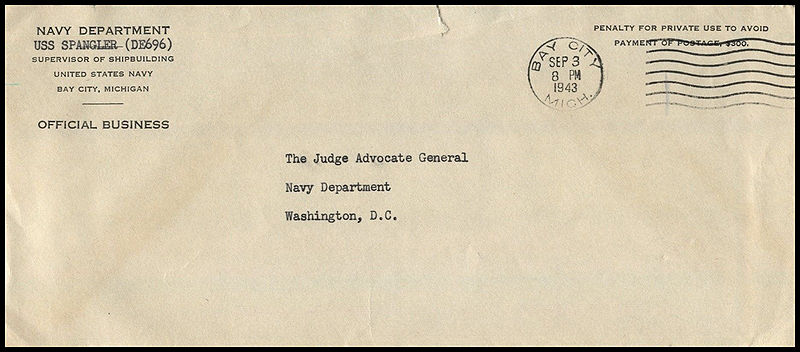 NAVY DEPARTMENT
USS SPANGLER (DE696)
SUPERVISOR OF SHIPBUILDING
UNITED STATES NAVY
BAY CITY, MICHIGAN
OFFICIAL BUSINESS
BAY CITY
SEP 3
8 PM
1943
MICH.
PENALTY FOR PRIVATE USE TO AVOID
PAYMENT OF POSTAGE, $300.
The Judge Advocate General
Navy Department
Washington, D.C.